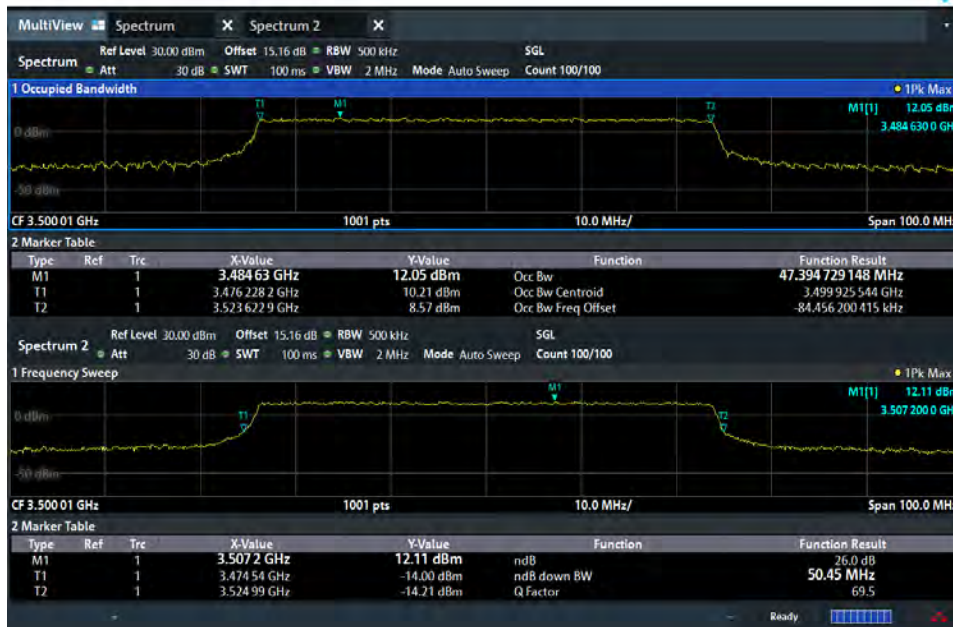 MultiView Spectrum X Spectrum 2 X
Spectrum Ref Level 30.00 dBm Offset 15.16 dB RBW 500 kHz SGL
Att 30 dB SWT 100 ms VBW 2 MHz Mode Auto Sweep Count 100/100
1 Occupied Bandwidth 1Pk Max
T1 M1 T2 M1[1] 12.05 dBm
0 dBm 3.484 630 0 GH
-50 dBm
CF 3.500 01 GHz 1001 pts 10.0 MHz/ Span 100.0 MH
2 Marker Table
Type Ref Trc X-Value Y-Value Function Function Result
M1 1 3.484 63 GHz 12.05 dBm Occ Bw 47.394 729 148 MHz
T1 1 3.476 228 2 GHz 10.21 dBm Occ Bw Centroid 3.499 925 544 GHz
T2 1 3.523 622 9 GHz 8.57 dBm Occ Bw Freq Offset -84.456 200 415 kHz
Spectrum 2 Ref Level 30.00 dBm Offset 15.16 dB RBW 500 kHz SGL
Att 30 dB SWT 100 ms VBW 2 MHz Mode Auto Sweep Count 100/100
1 Frequency Sweep 1Pk Max
M1 M1[1] 12.11 dBm
0 dBm T1 T2 3.507 200 0 GH
-50 dBm
CF 3.500 01 GHz 1001 pts 10.0 MHz/ Span 100.0 MH
2 Marker Table
Type Ref Trc X-Value Y-Value Function Function Result
M1 1 3.507 2 GHz 12.11 dBm ndB 26.0 dB
T1 1 3.474 54 GHz -14.00 dBm ndB down BW 50.45 MHz
T2 1 3.524 99 GHz -14.21 dBm Q Factor 69.5
Ready